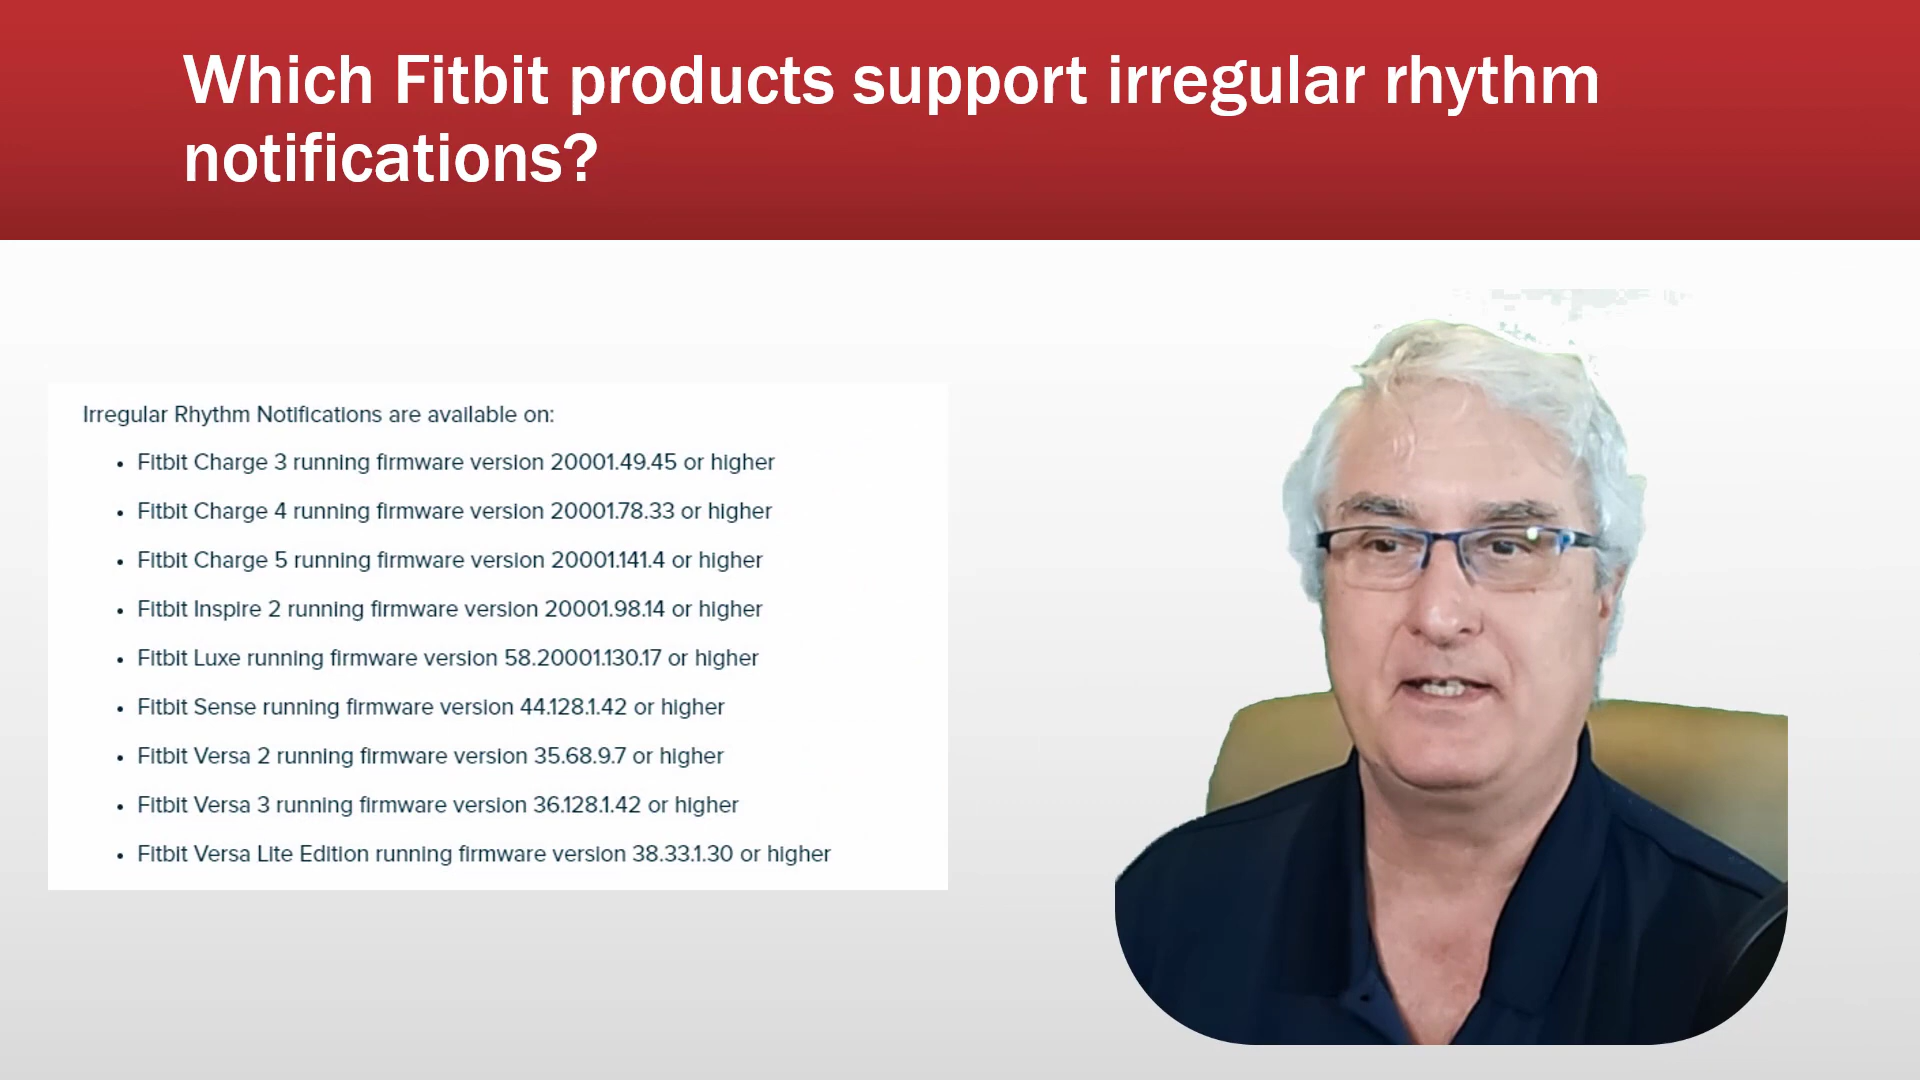 Which Fitbit products support irregular rhythm
notifications?
Irregular Rhythm Notifications are available on:
• Fitbit Charge 3 running firmware version 20001.49.45 or higher
• Fitbit Charge 4 running firmware version 20001.78.33 or higher
• Fitbit Charge 5 running firmware version 20001.141.4 or higher
• Fitbit Inspire 2 running firmware version 20001.98.14 or higher
• Fitbit Luxe running firmware version 58.20001.130.17 or higher
• Fitbit Sense running firmware version 44.128.1.42 or higher
• Fitbit Versa 2 running firmware version 35.68.9.7 or higher
• Fitbit Versa 3 running firmware version 36.128.1.42 or higher
• Fitbit Versa Lite Edition running firmware version 38.33.1.30 or higher